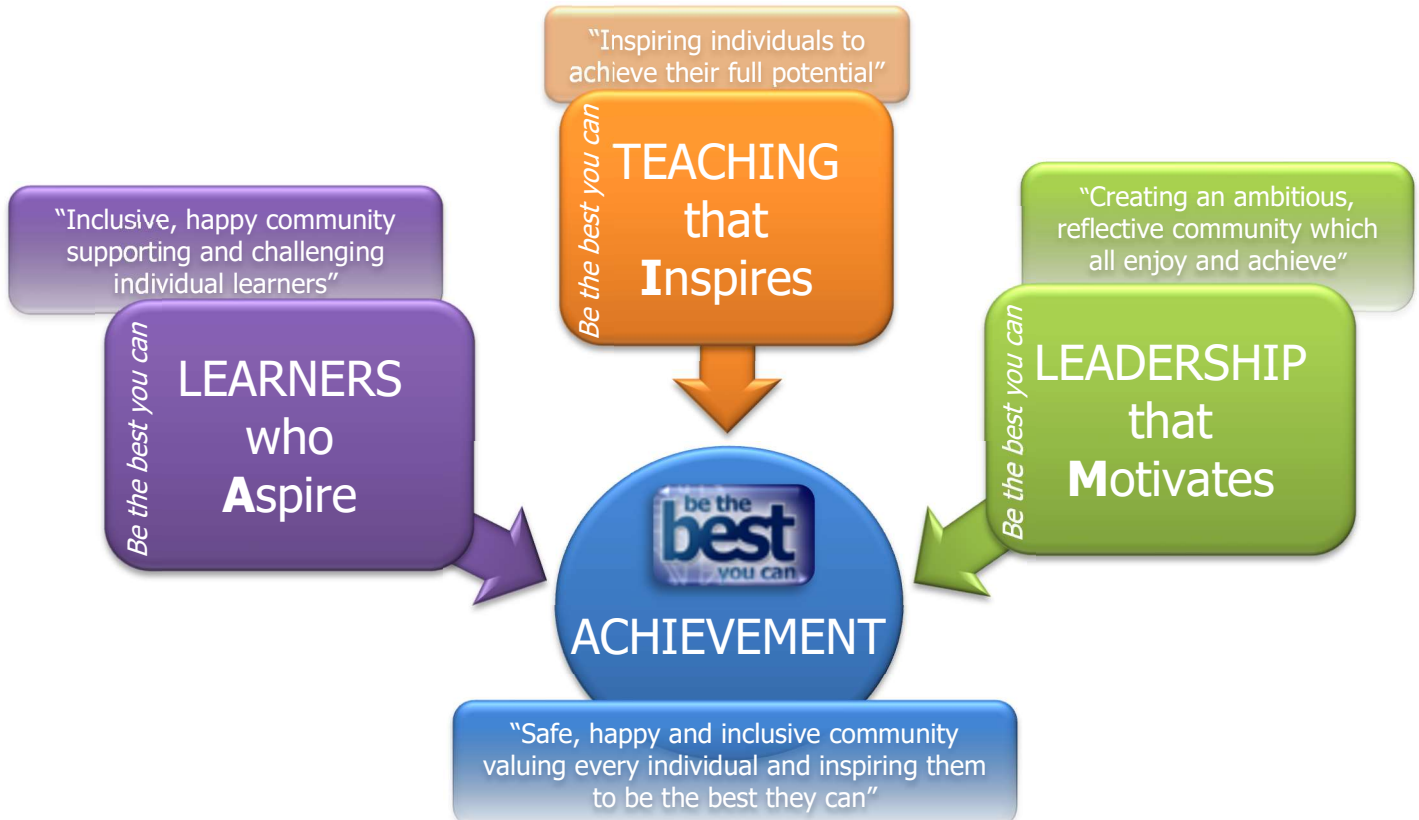 “Inspiring individuals to
achieve their full potential”
Be the best you can
TEACHING
that
Inspires
“Inclusive, happy community
supporting and challenging
individual learners”
Be the best you can
LEARNERS
who
Aspire
“Creating an ambitious,
reflective community which
all enjoy and achieve”
Be the best you can
LEADERSHIP
that
Motivates
be the
best
you can
ACHIEVEMENT
“Safe, happy and inclusive community
valuing every individual and inspiring them
to be the best they can”